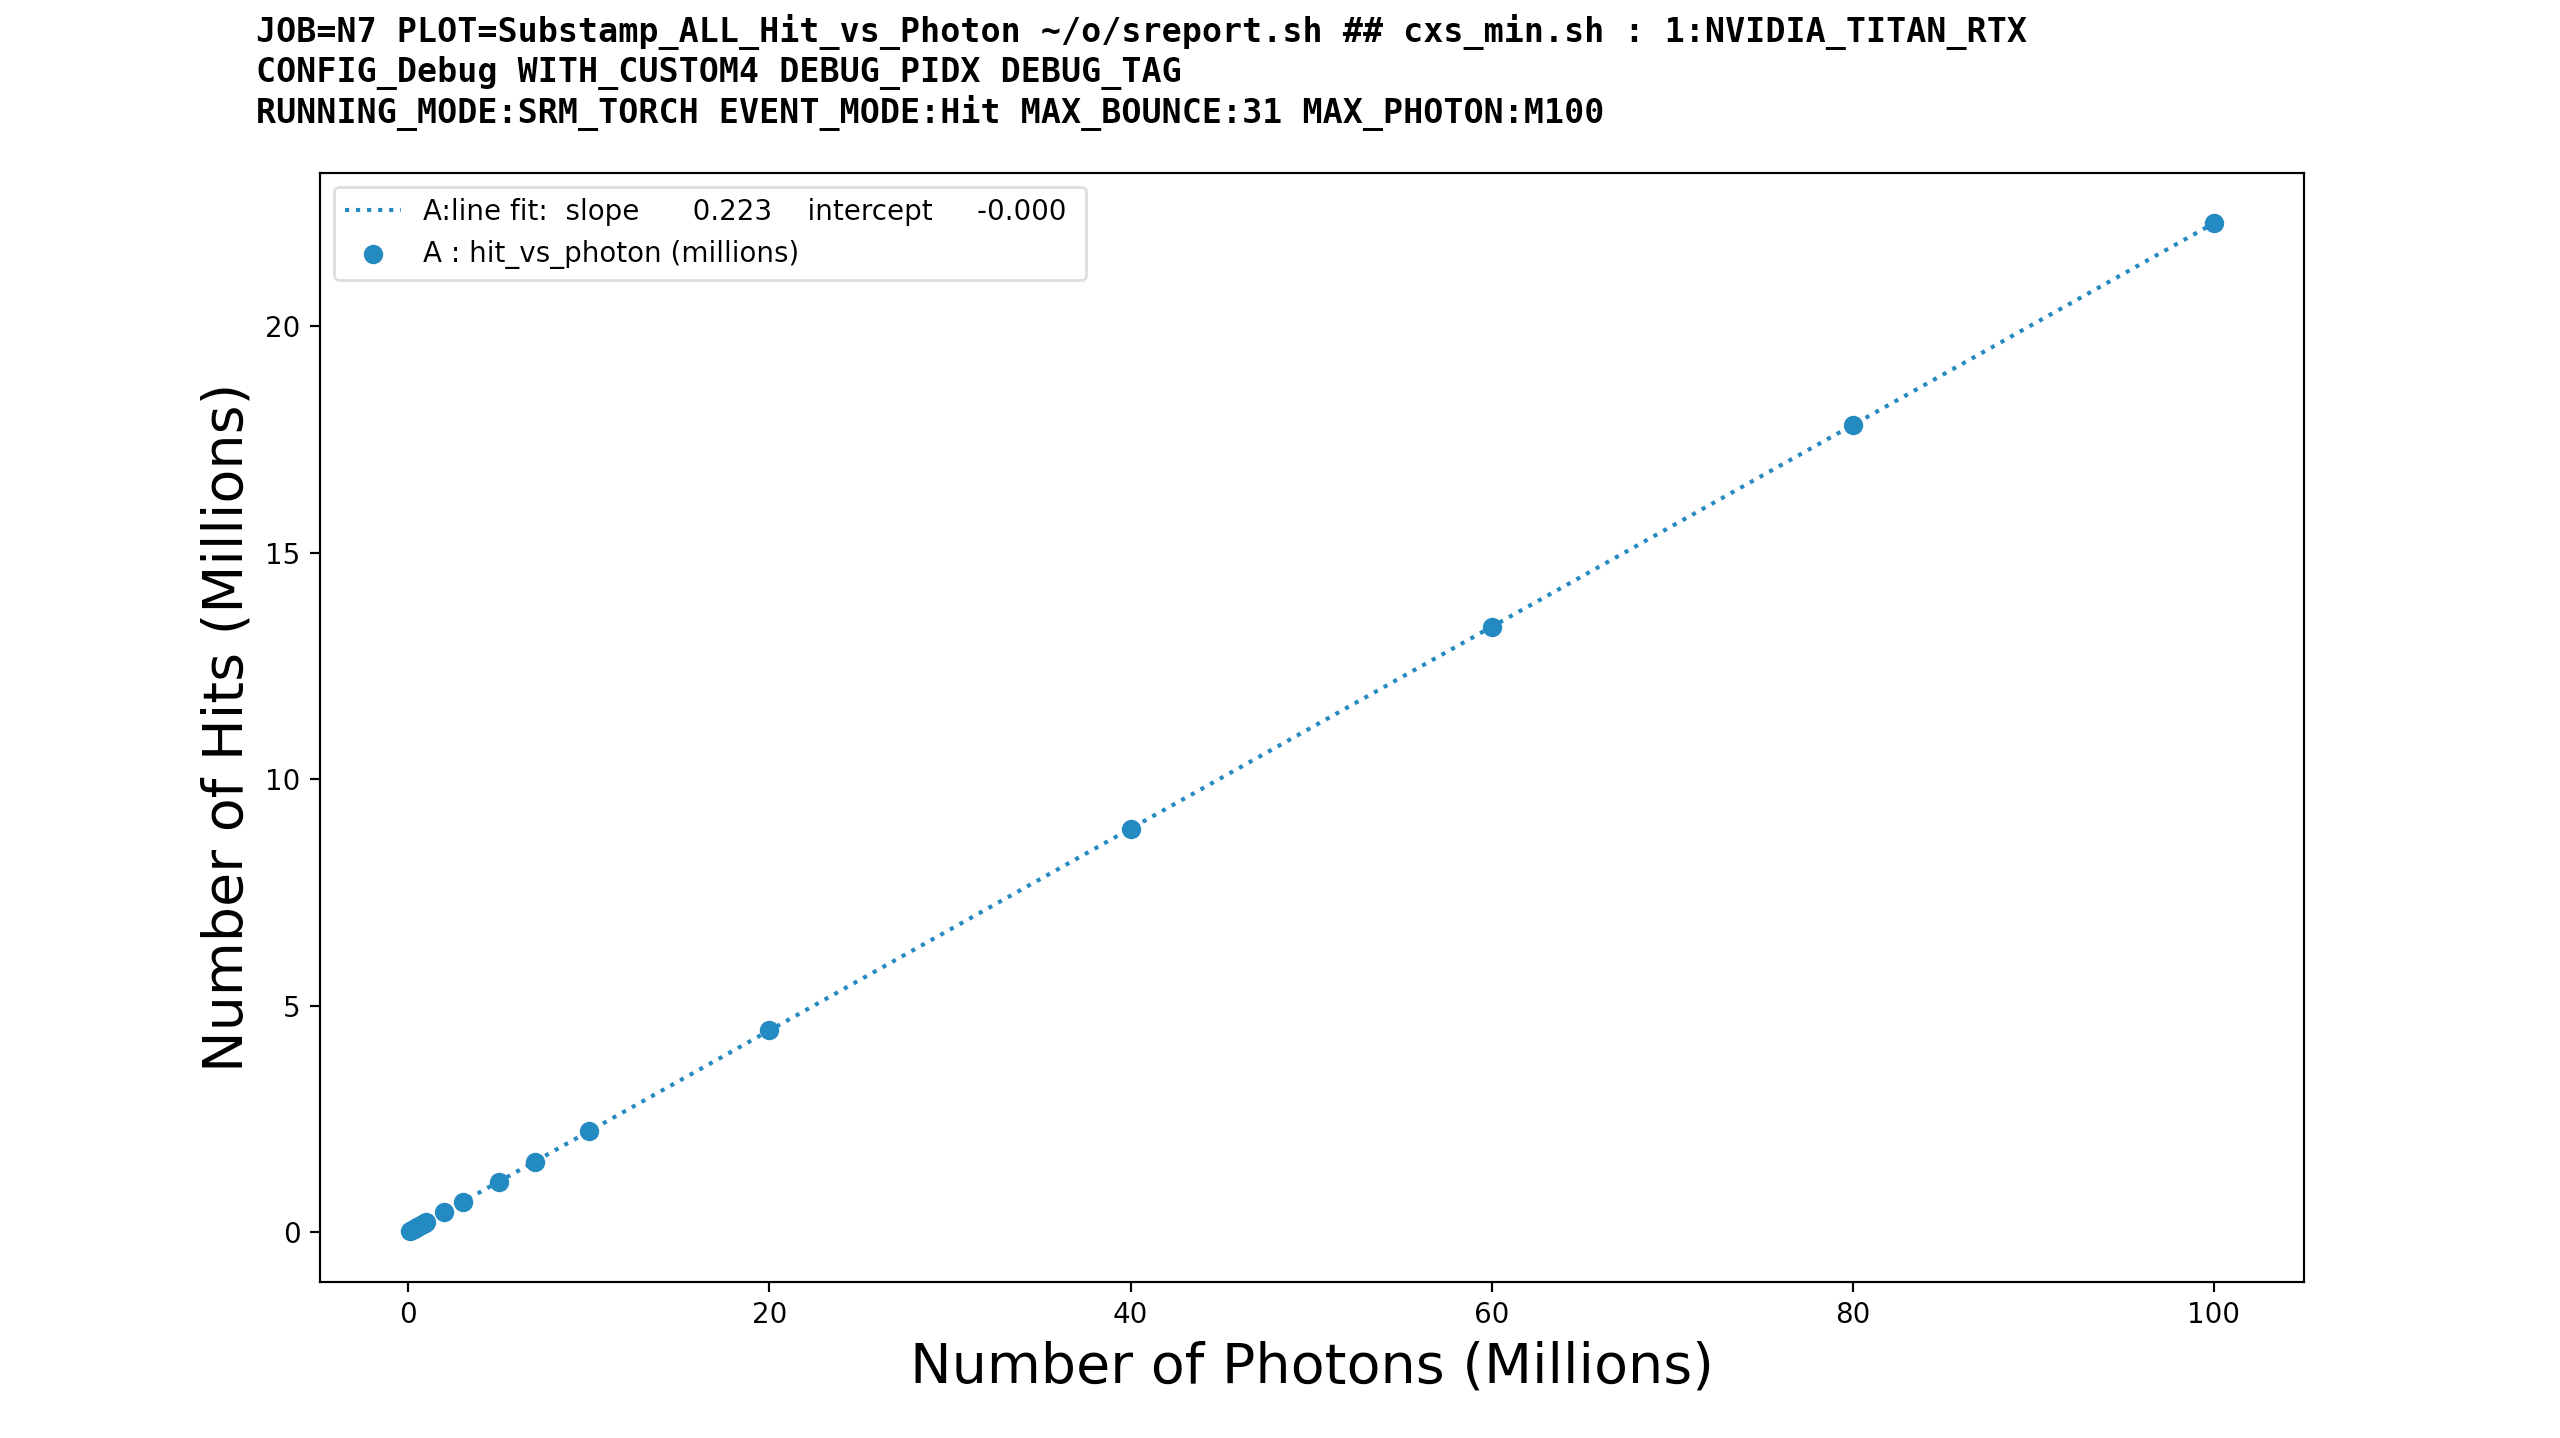 JOB=N7 PLOT=Substamp_ALL_Hit_vs_Photon ~/o/sreport.sh ## cxs_min.sh : 1:NVIDIA_TITAN_RTX
CONFIG_Debug WITH_CUSTOM4 DEBUG_PIDX DEBUG_TAG
RUNNING_MODE:SRM_TORCH EVENT_MODE:Hit MAX_BOUNCE:31 MAX_PHOTON:M100
A:line fit: slope 0.223 intercept -0.000
A : hit_vs_photon (millions)
Number of Hits (Millions)
20
15
10
5
0
0 20 40 60 80 100
Number of Photons (Millions)